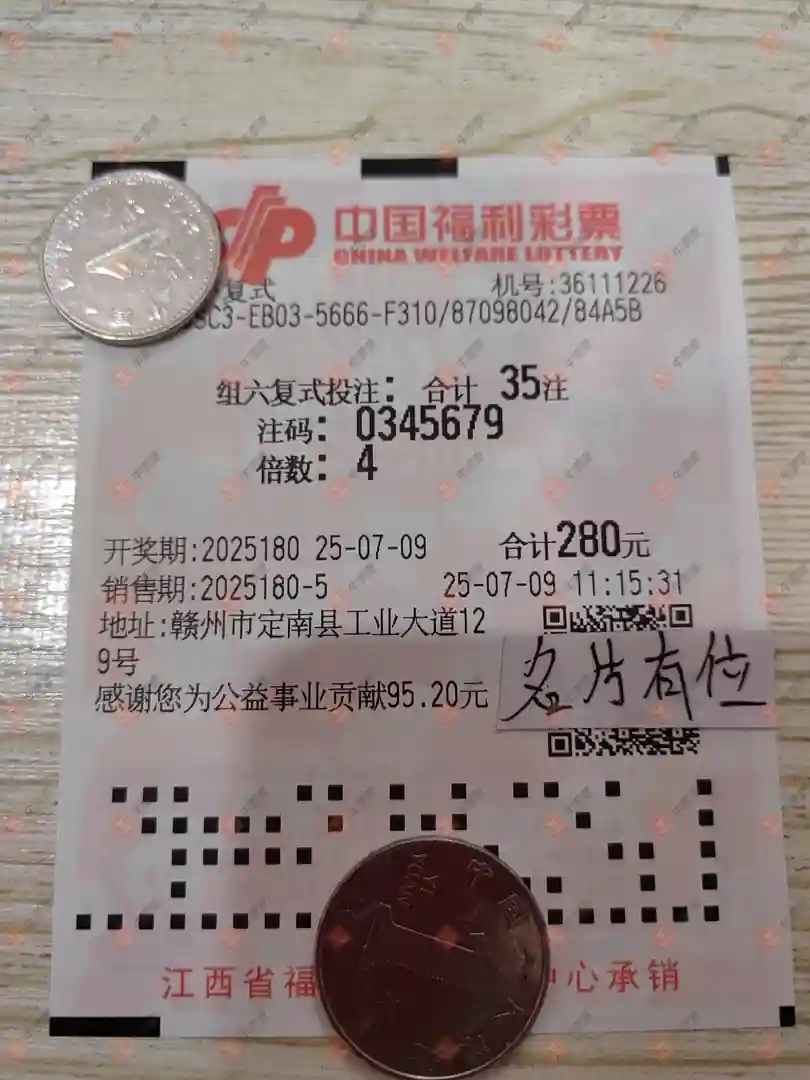 中国福利彩票
CHINA WELFARE LOTTERY
复式 机号:36111226
C3-EB03-5666-F310/87098042/84A5B
组六复式投注: 合计 35注
注码: 0345679
倍数: 4
开奖期:2025180 25-07-09 合计280元
销售期:2025180-5 25-07-09 11:15:31
地址:赣州市定南县工业大道12
9号
感谢您为公益事业贡献95.20元
名片有位
1 YI YUAN 中国人
江西省福 心承销